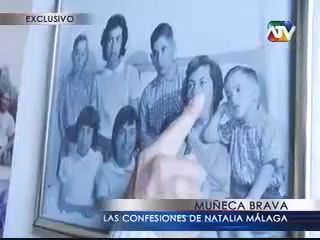 EXCLUSIVO
ATV
MUÑECA BRAVA
LAS CONFESIONES DE NATALIA MÁLAGA